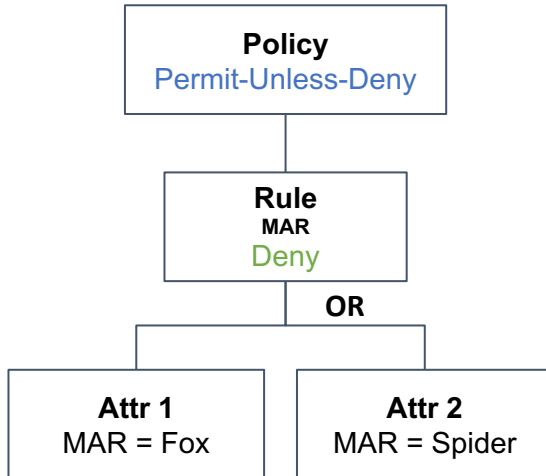 Policy
Permit-Unless-Deny
Rule
MAR
Deny
OR
Attr 1
MAR = Fox
Attr 2
MAR = Spider